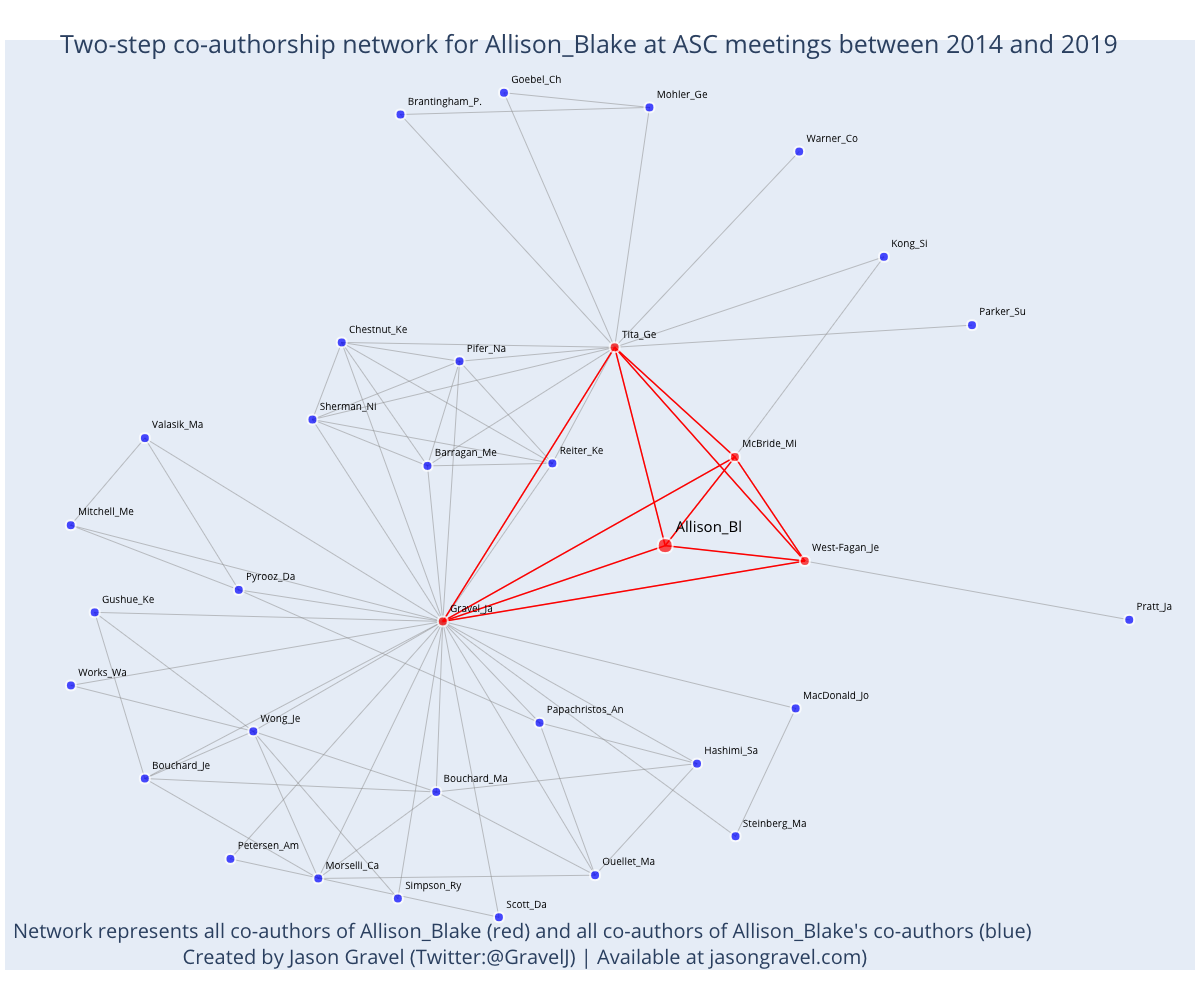 Two-step co-authorship network for Allison_Blake at ASC meetings between 2014 and 2019
Goebel_Ch
Brantingham_P.
Mohler_Ge
Warner_Co
Kong_Si
Parker_Su
Chestnut_Ke
Tita_Ge
Pifer_Na
Sherman_Ni
Valasik_Ma
Barragan_Me
Reiter_Ke
McBride_Mi
Mitchell_Me
Allison_Bl
West-Fagan_Je
Pyrooz_Da
Gushue_Ke
Gravel_Ja
Pratt_Ja
Works_Wa
MacDonald_Jo
Wong_Je
Papachristos_An
Hashimi_Sa
Bouchard_Je
Bouchard_Ma
Steinberg_Ma
Petersen_Am
Morselli_Ca
Ouellet_Ma
Simpson_Ry
Scott_Da
Network represents all co-authors of Allison_Blake (red) and all co-authors of Allison_Blake's co-authors (blue)
Created by Jason Gravel (Twitter:@GravelJ) | Available at jasongravel.com)